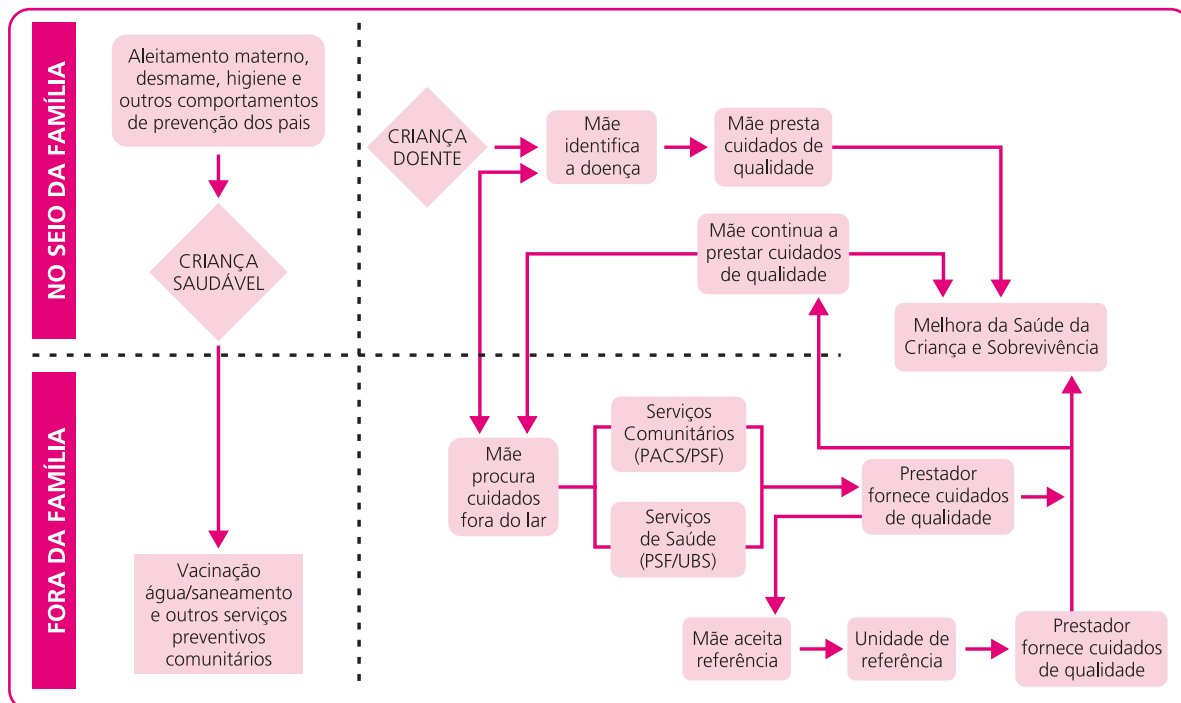 NO SEIO DA FAMÍLIA
Aleitamento materno,
desmame, higiene e
outros comportamentos
de prevenção dos pais
CRIANÇA
SAUDÁVEL
CRIANÇA
DOENTE
Mãe
identifica
a doença
Mãe presta
cuidados de
qualidade
Mãe continua a
prestar cuidados
de qualidade
Melhora da Saúde da
Criança e Sobrevivência
FORA DA FAMÍLIA
Vacinação
água/saneamento
e outros serviços
preventivos
comunitários
Mãe
procura
cuidados
fora do lar
Serviços
Comunitários
(PACS/PSF)
Serviços
de Saúde
(PSF/UBS)
Prestador
fornece cuidados
de qualidade
Mãe aceita
referência
Unidade de
referência
Prestador
fornece cuidados
de qualidade